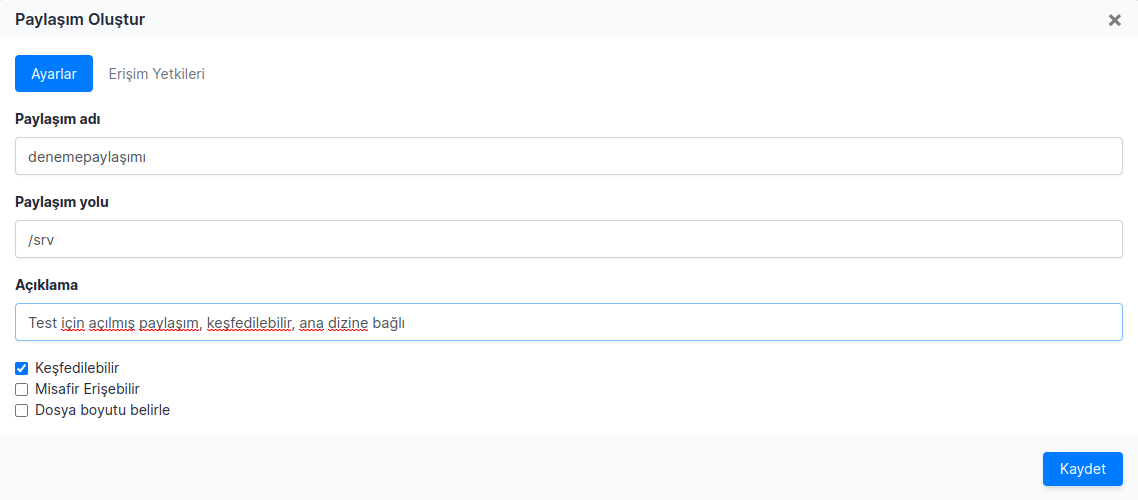 Paylaşım Oluştur
Ayarlar
Erişim Yetkileri
Paylaşım adı
denemepaylaşımı
Paylaşım yolu
/srv
Açıklama
Test için açılmış paylaşım, keşfedilebilir, ana dizine bağlı
Keşfedilebilir
Misafir Erişebilir
Dosya boyutu belirle
Kaydet